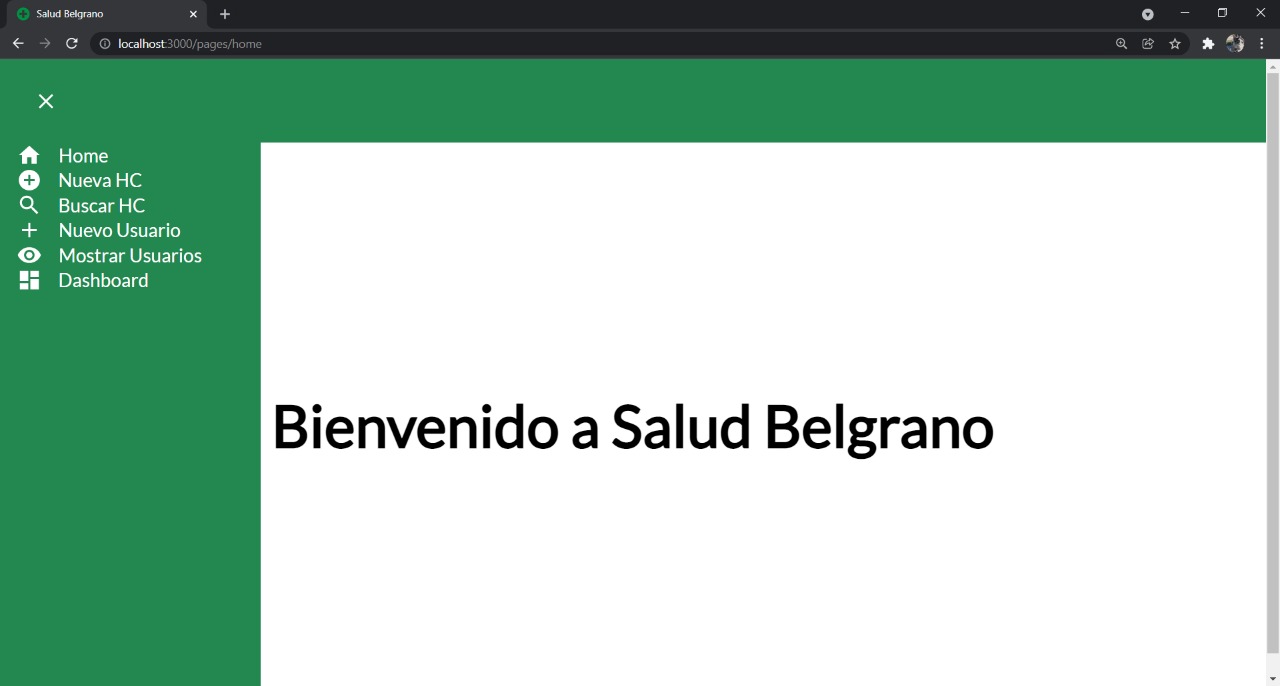 Salud Belgrano
localhost:3000/pages/home
Home
Nueva HC
Buscar HC
Nuevo Usuario
Mostrar Usuarios
Dashboard
Bienvenido a Salud Belgrano